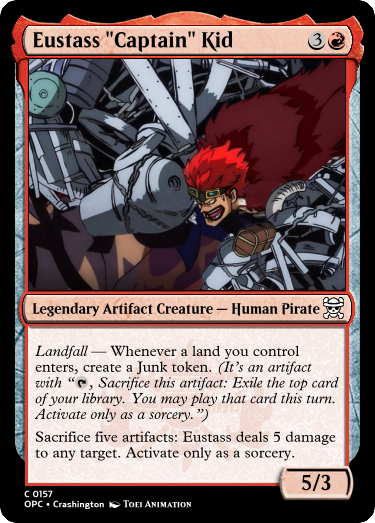 Eustass "Captain" Kid 3
Legendary Artifact Creature — Human Pirate
Landfall — Whenever a land you control
enters, create a Junk token. (It's an artifact
with “, Sacrifice this artifact: Exile the top card
of your library. You may play that card this turn.
Activate only as a sorcery.”)
Sacrifice five artifacts: Eustass deals 5 damage
to any target. Activate only as a sorcery.
5/3
C 0157
OPC • Crashington Toei Animation